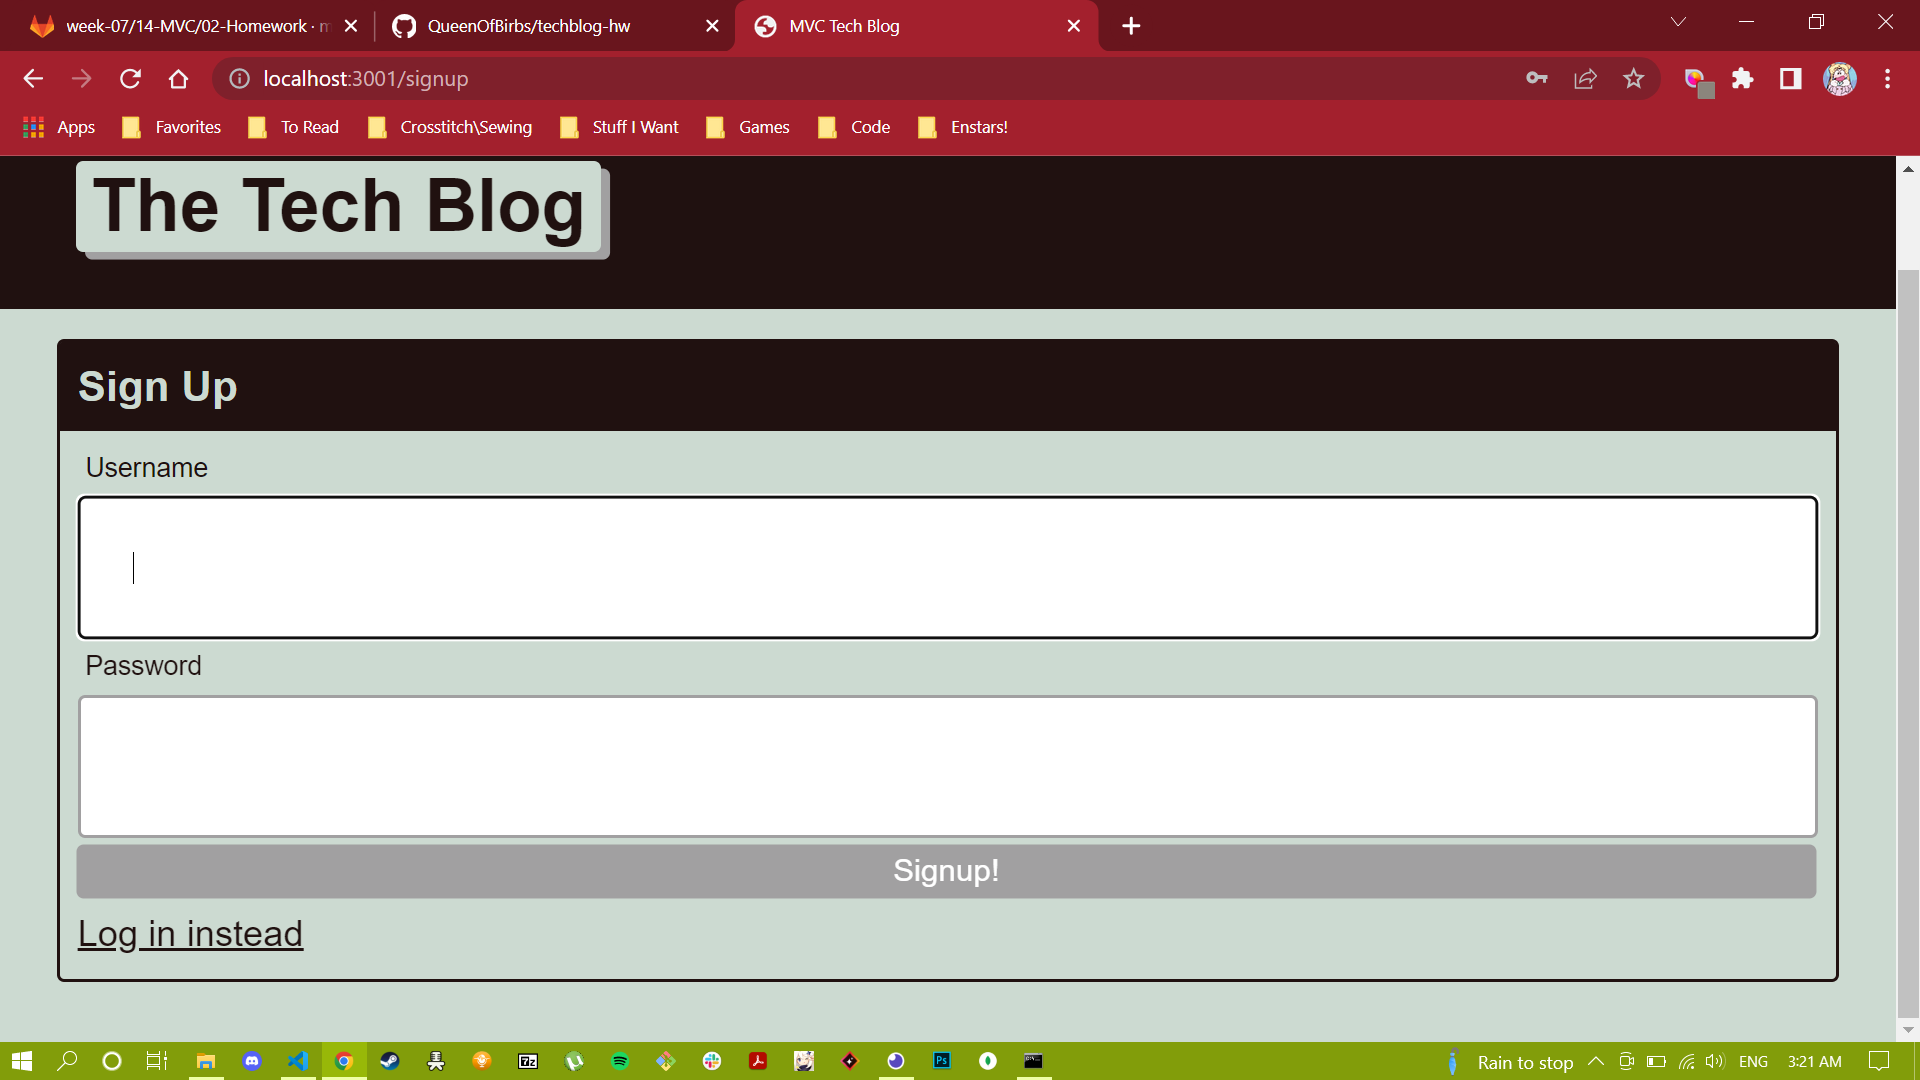 week-07/14-MVC/02-Homework ·
QueenOfBirbs/techblog-hw
MVC Tech Blog
localhost:3001/signup
Apps
Favorites
To Read
Crosstitch\Sewing
Stuff I Want
Games
Code
Enstars!
The Tech Blog
Sign Up
Username
Password
Signup!
Log in instead
7z
Ps
Rain to stop
ENG
3:21 AM